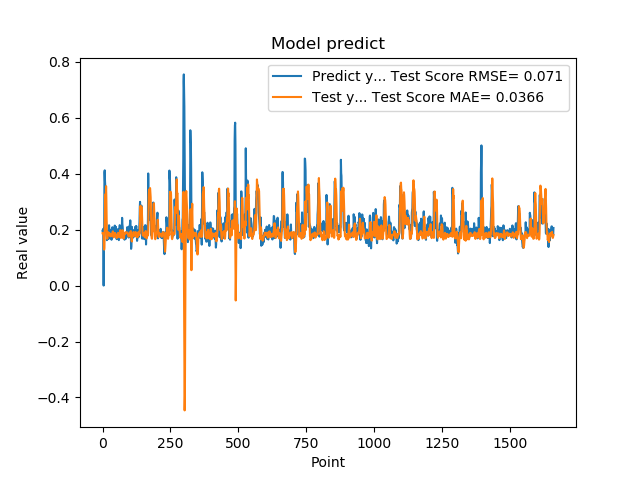 Model predict
Predict y... Test Score RMSE= 0.071
Test y... Test Score MAE= 0.0366
0.8
0.6
0.4
0.2
0.0
−0.2
−0.4
Real value
0 250 500 750 1000 1250 1500
Point